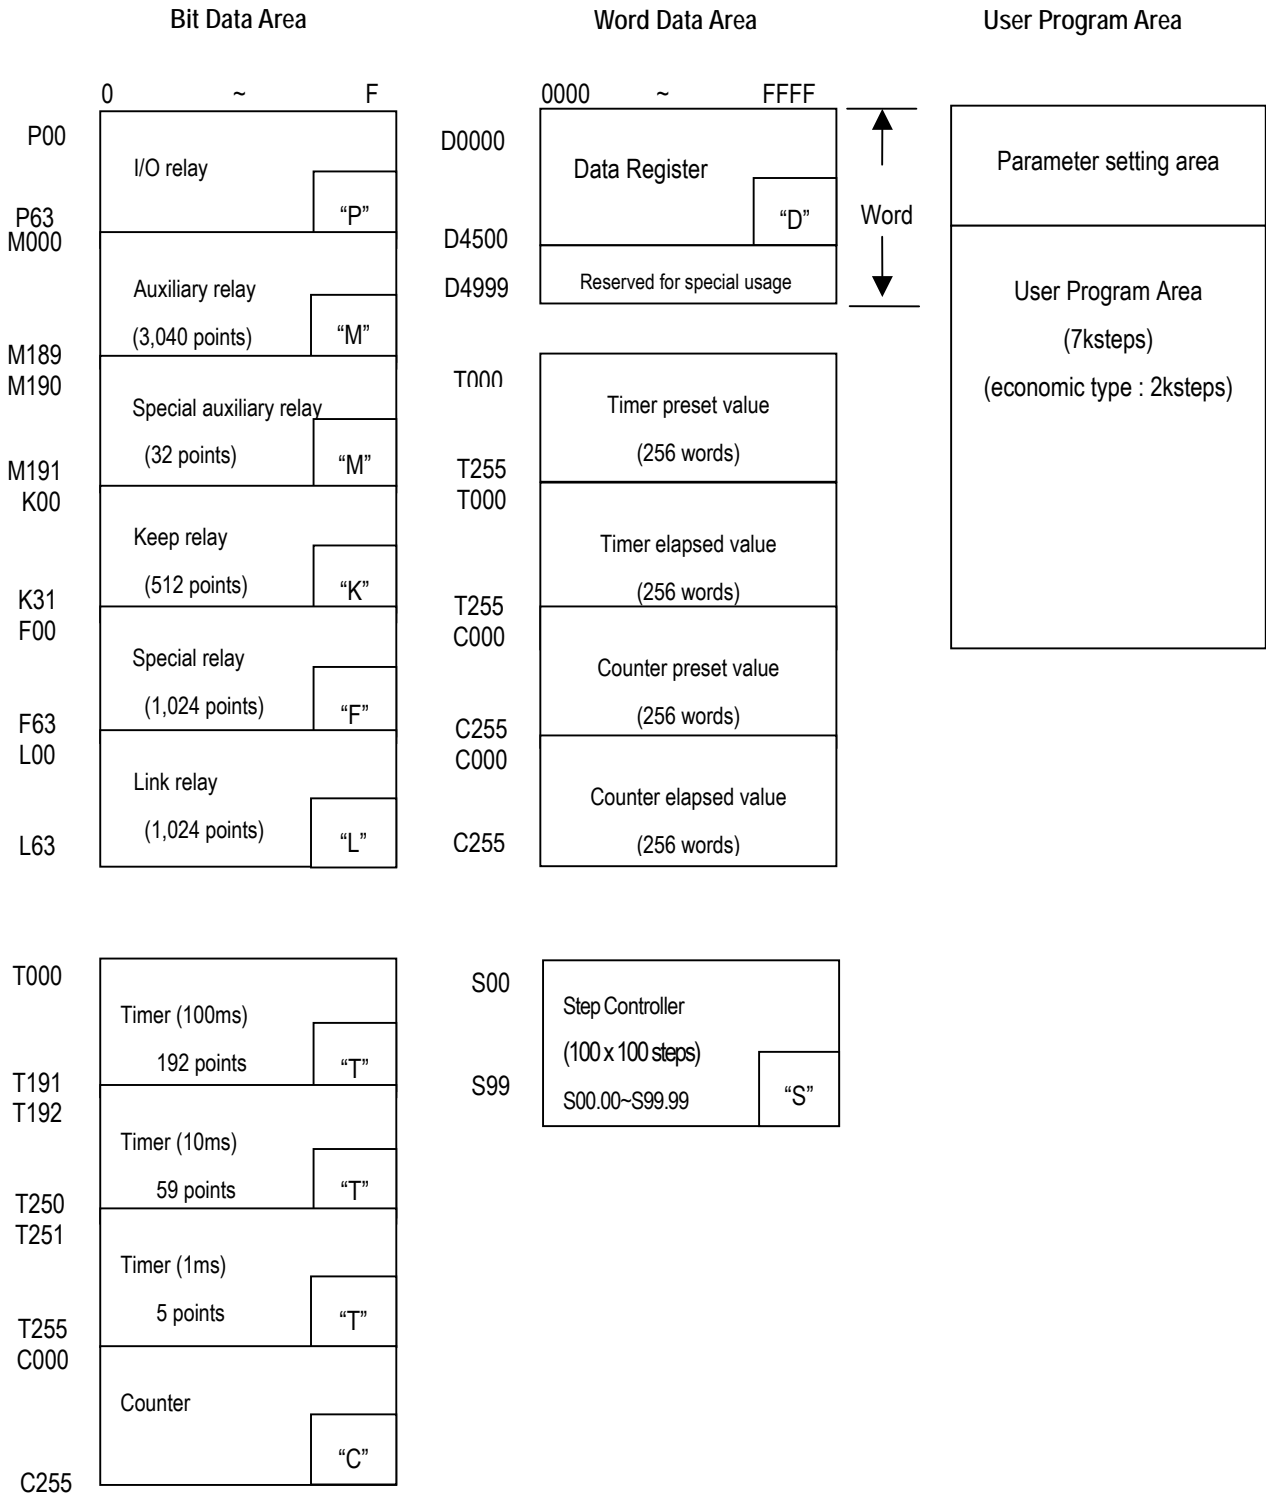 Bit Data Area
0 ~ F
P00
I/O relay
“P”
P63
M000
Auxiliary relay
(3,040 points)
“M”
M189
M190
Special auxiliary relay
(32 points)
“M”
M191
K00
Keep relay
(512 points)
“K”
K31
F00
Special relay
(1,024 points)
“F”
F63
L00
Link relay
(1,024 points)
“L”
L63
T000
Timer (100ms)
192 points
“T”
T191
T192
Timer (10ms)
59 points
“T”
T250
T251
Timer (1ms)
5 points
“T”
T255
C000
Counter
“C”
C255
Word Data Area
0000 ~ FFFF
D0000
Data Register
“D”
Word
D4500
D4999
Reserved for special usage
T000
Timer preset value
(256 words)
T255
T000
Timer elapsed value
(256 words)
T255
C000
Counter preset value
(256 words)
C255
C000
Counter elapsed value
(256 words)
C255
S00
Step Controller
(100 x 100 steps)
S99
S00.00~S99.99
“S”
User Program Area
Parameter setting area
User Program Area
(7ksteps)
(economic type : 2ksteps)